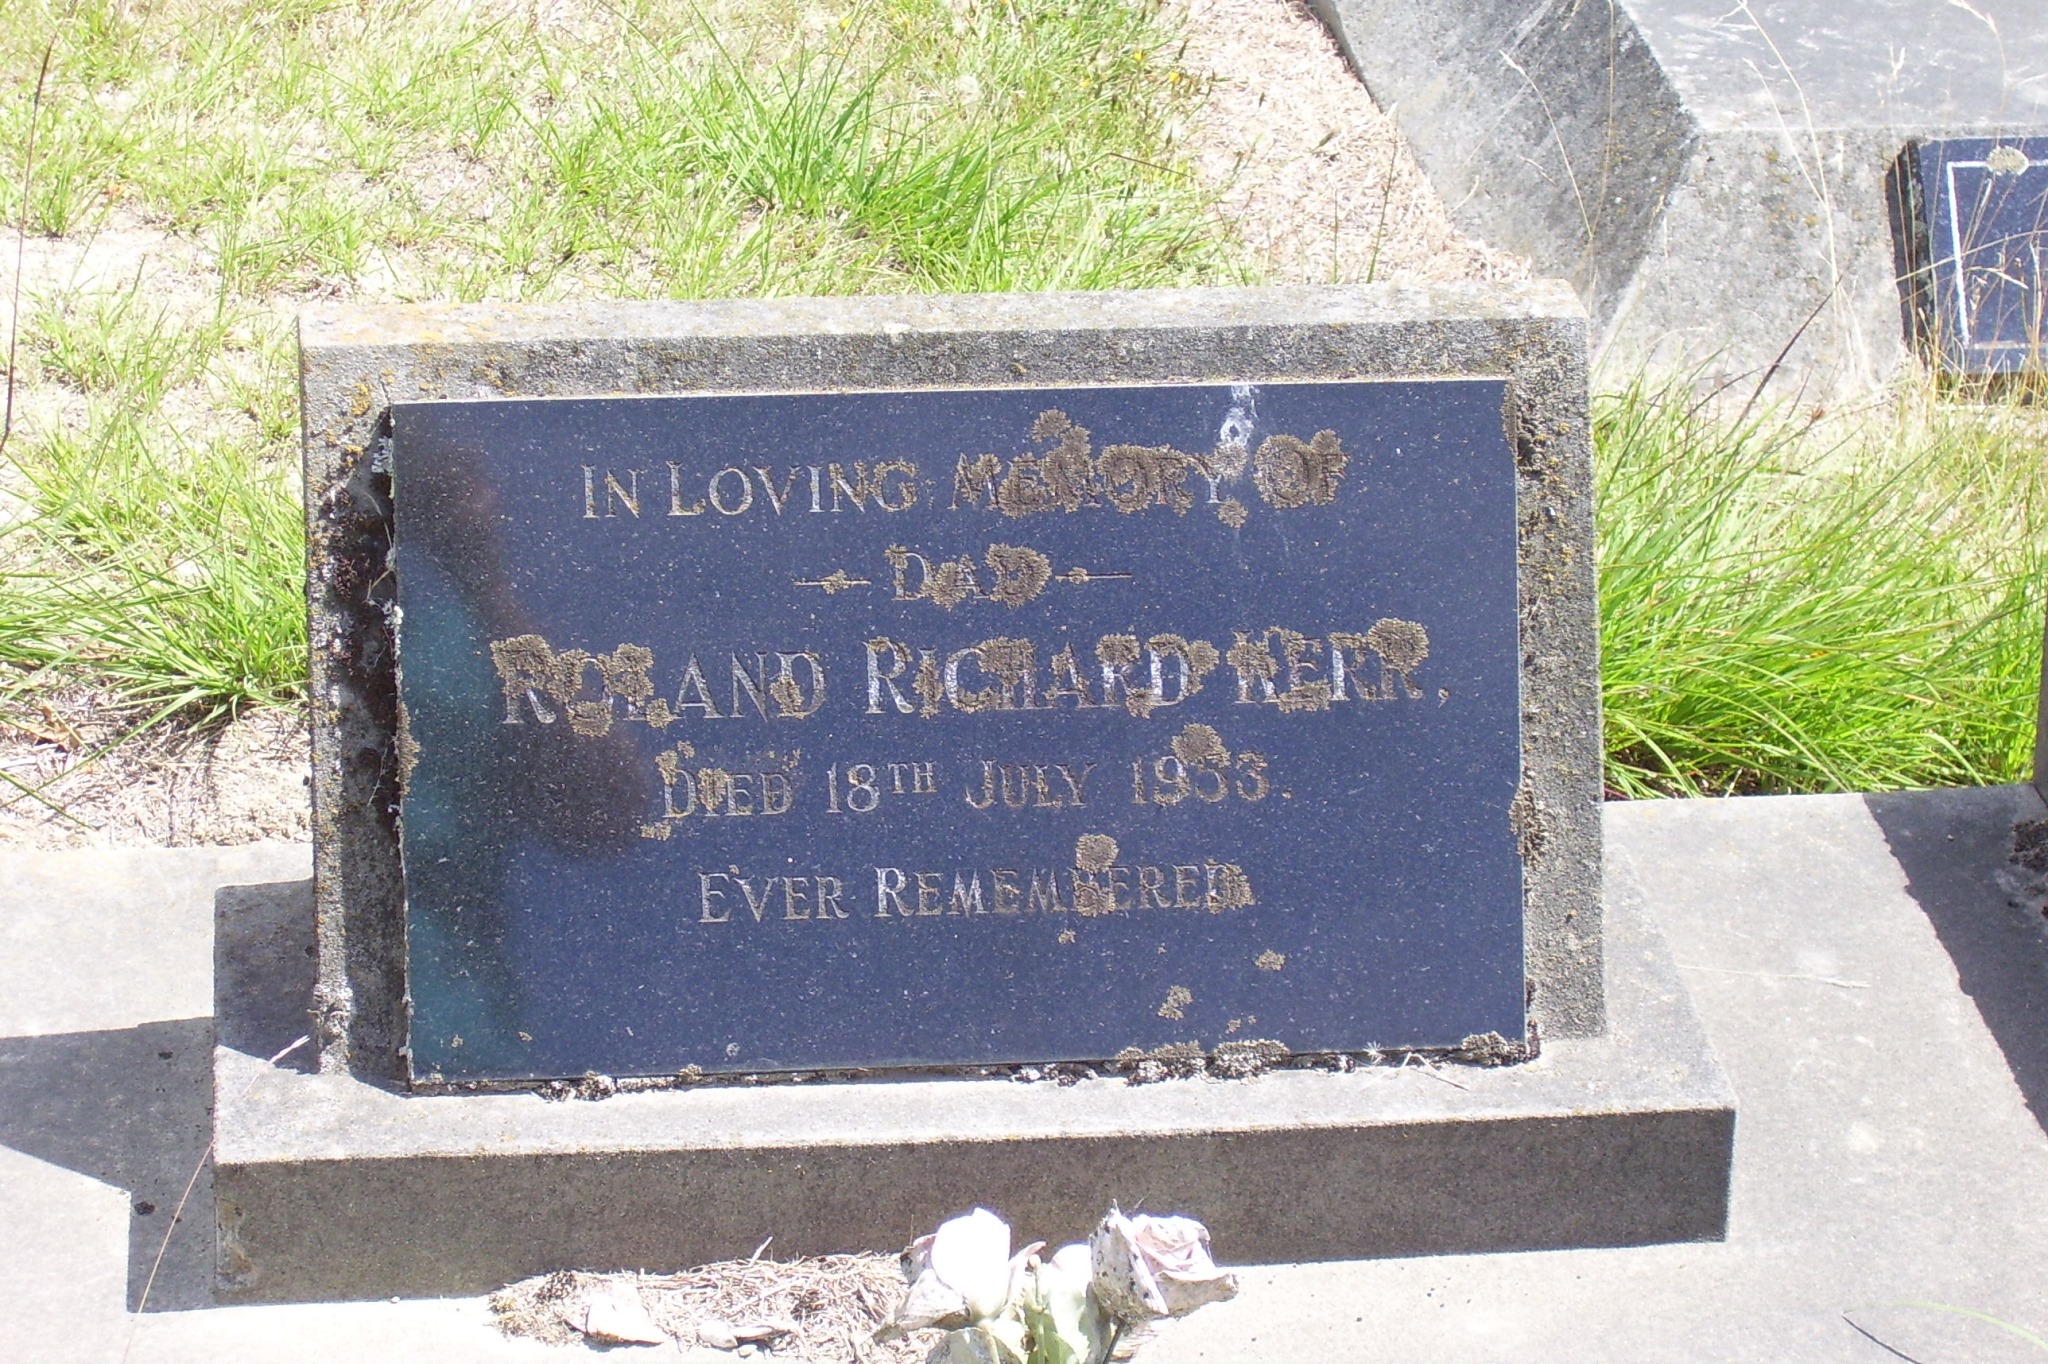 IN LOVING MEMORY OF
DAD
ROLAND RICHARD KERR,
DIED 18TH JULY 1953.
EVER REMEMBERED.